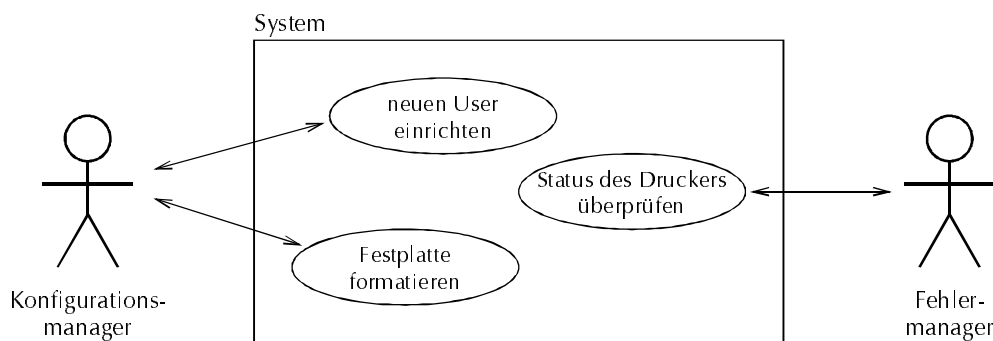 System
neuen User
einrichten
Status des Druckers
überprüfen
Festplatte
formatieren
Konfigurations-
manager
Fehler-
manager